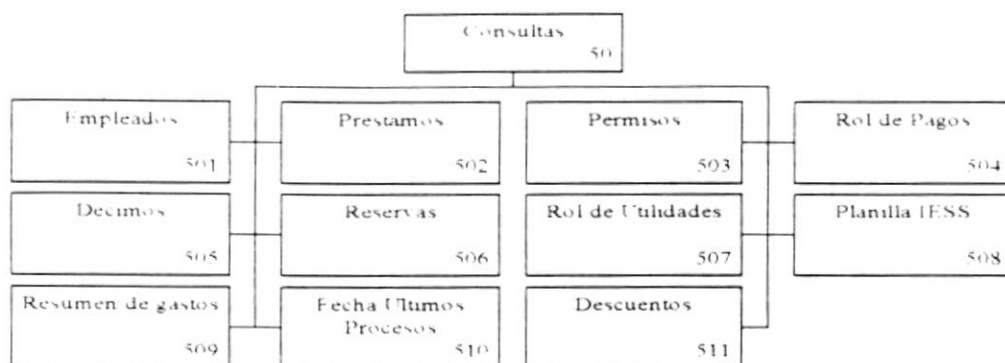 Consultas
50
Empleados
501
Prestamos
502
Permisos
503
Rol de Pagos
504
Decimos
505
Reservas
506
Rol de Utilidades
507
Planilla IESS
508
Resumen de gastos
509
Fecha Ultimos
Procesos
510
Descuentos
511